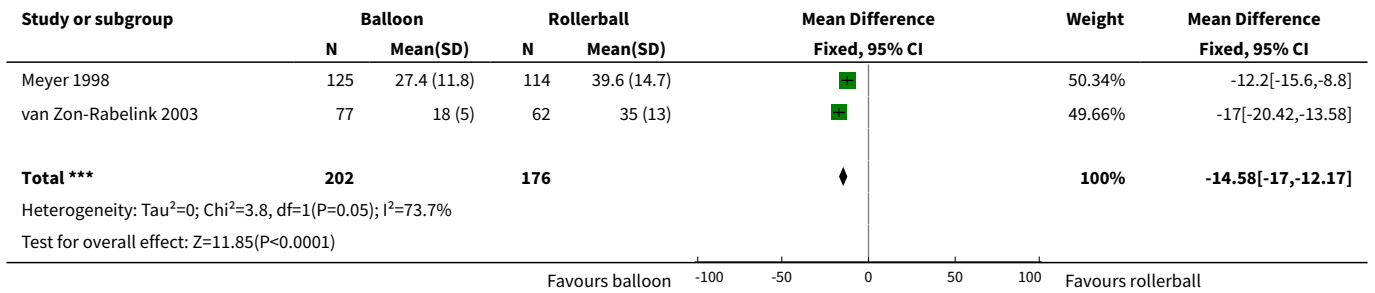 Study or subgroup Balloon Rollerball Mean Difference Weight Mean Difference
N Mean(SD) N Mean(SD) Fixed, 95% CI Fixed, 95% CI
Meyer 1998 125 27.4 (11.8) 114 39.6 (14.7) 50.34% -12.2[-15.6,-8.8]
van Zon-Rabelink 2003 77 18 (5) 62 35 (13) 49.66% -17[-20.42,-13.58]
Total *** 202 176 100% -14.58[-17,-12.17]
Heterogeneity: Tau²=0; Chi²=3.8, df=1(P=0.05); I²=73.7%
Test for overall effect: Z=11.85(P<0.0001)
Favours balloon -100 -50 0 50 100 Favours rollerball